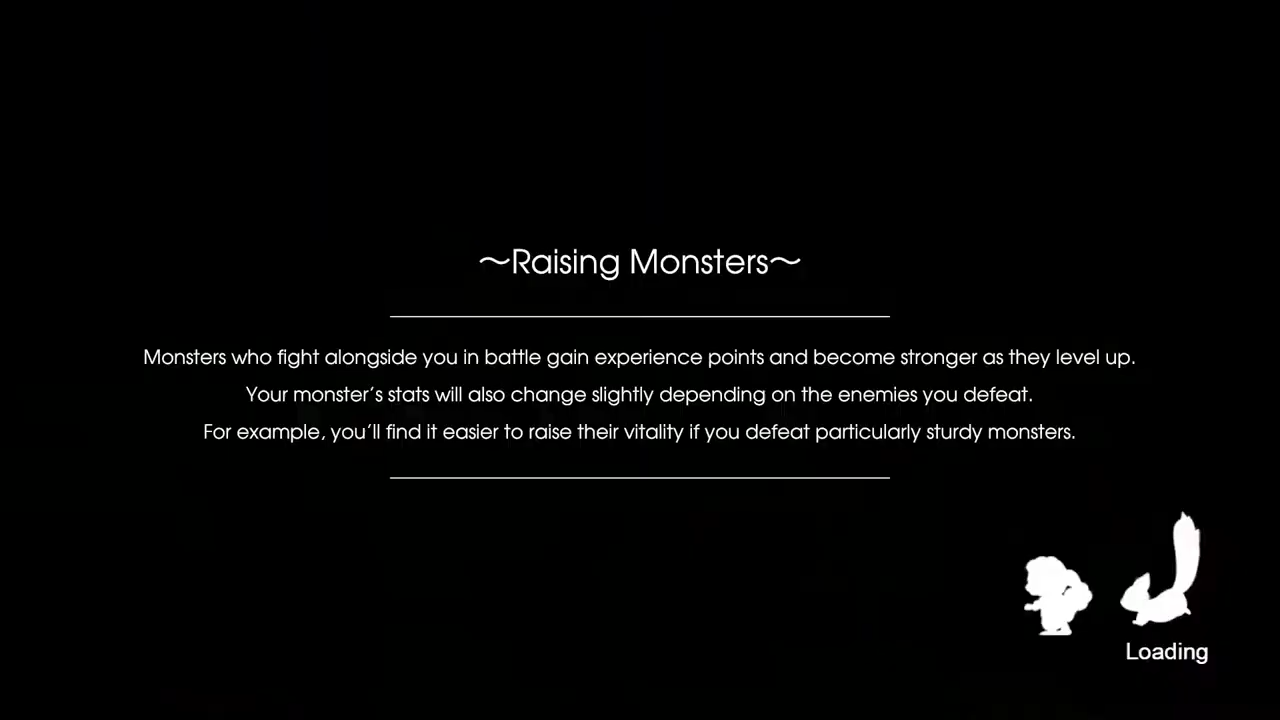 ～Raising Monsters～
Monsters who fight alongside you in battle gain experience points and become stronger as they level up.
Your monster's stats will also change slightly depending on the enemies you defeat.
For example, you'll find it easier to raise their vitality if you defeat particularly sturdy monsters.
Loading